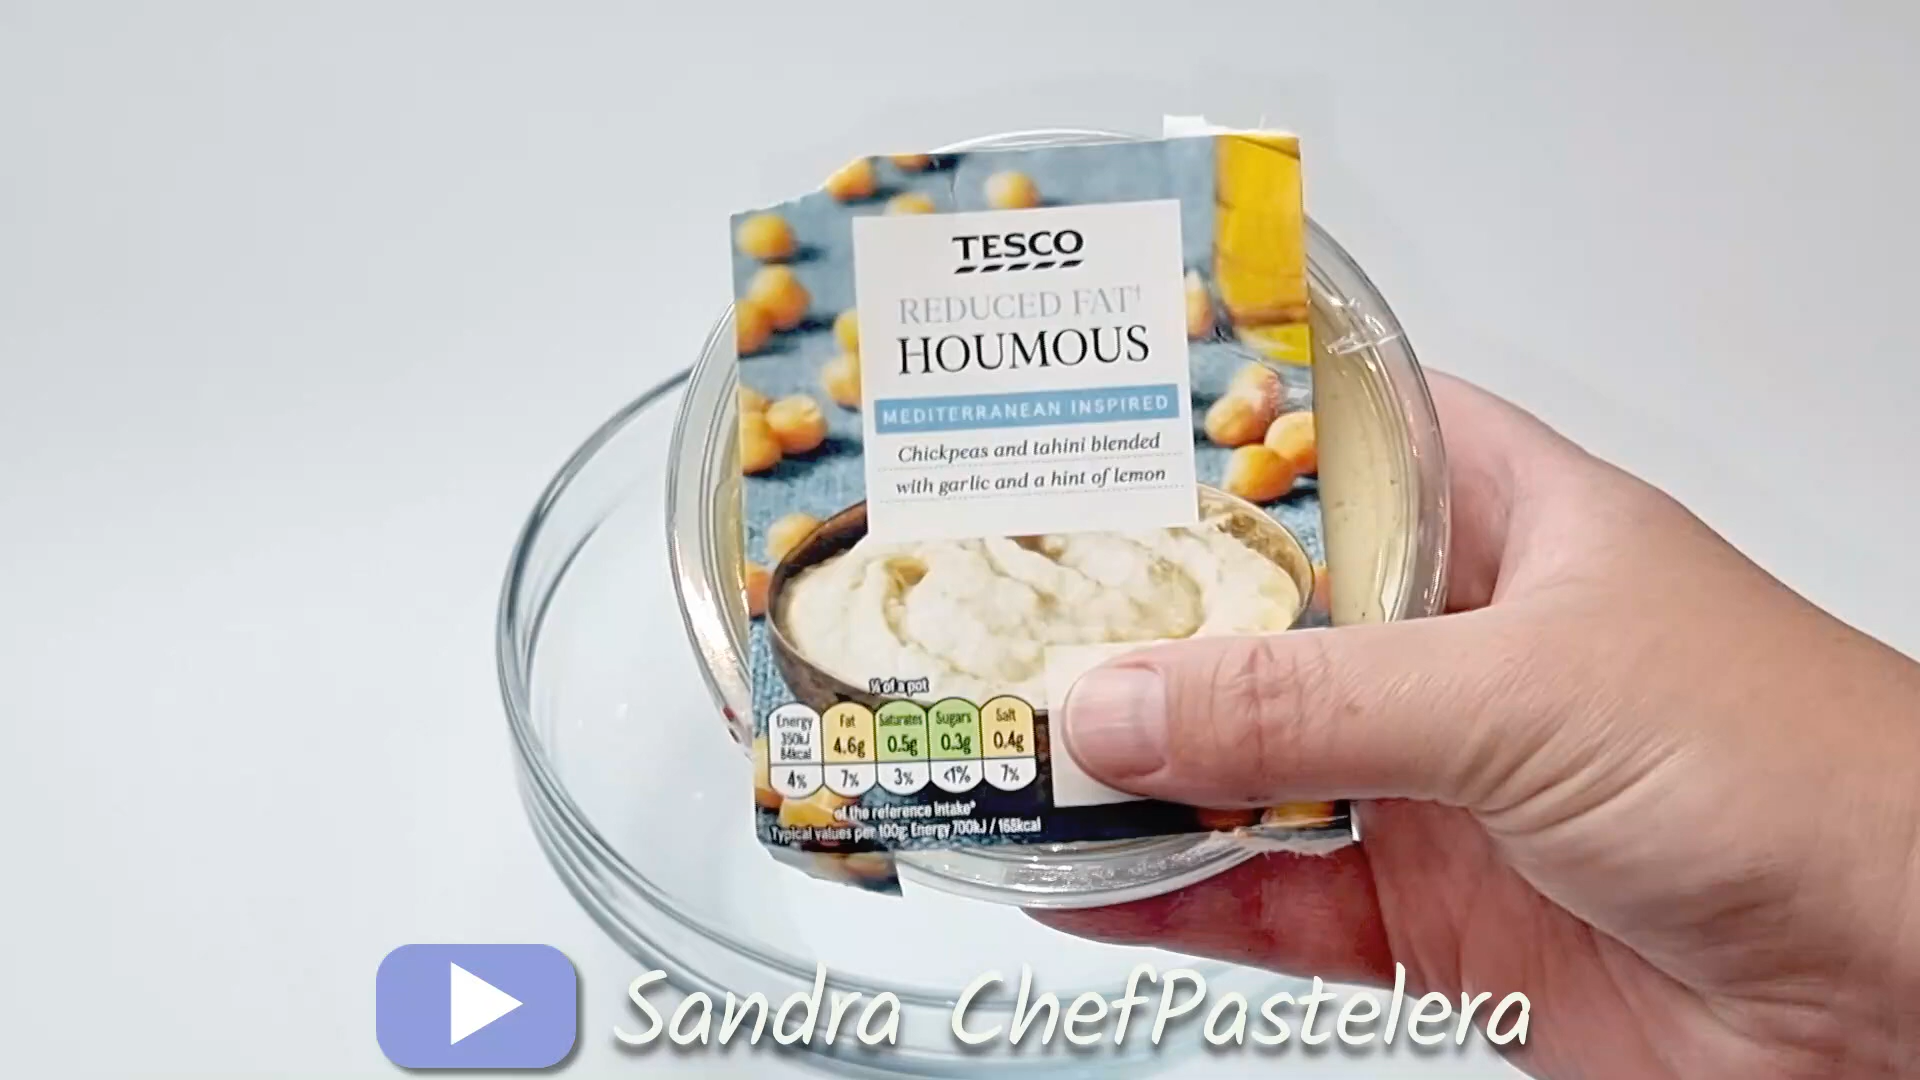 TESCO
REDUCED FAT†
HOUMOUS
MEDITERRANEAN INSPIRED
Chickpeas and tahini blended
with garlic and a hint of lemon
of a pot
Energy Fat Saturates Sugars Salt
350kJ 4.6g 0.5g 0.3g 0.4g
84kcal
4% 7% 3% <1% 7%
of the reference intake*
Typical values per 100g: Energy 700kJ / 168kcal
Sandra ChefPastelera